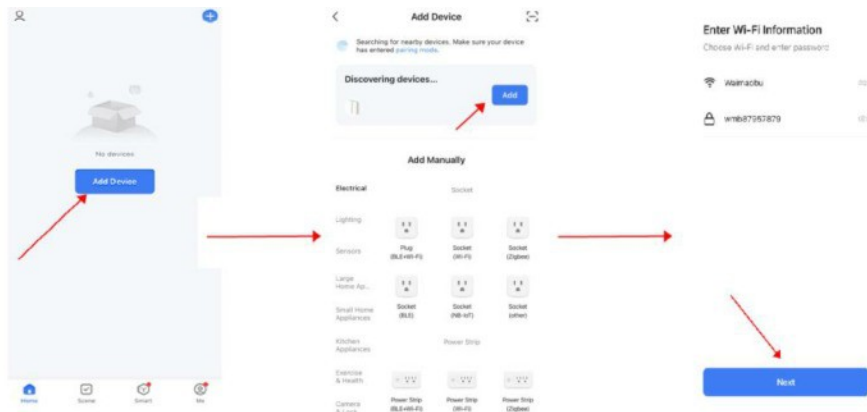 No devices
Add Device
Home
Scene
Smart
Me
Add Device
Searching for nearby devices. Make sure your device
has entered pairing mode.
Discovering devices...
Add
Add Manually
Electrical
Socket
Lighting
Sensors
Plug
(BLE+Wi-Fi)
Socket
(Wi-Fi)
Socket
(Zigbee)
Large
Home Ap...
Small Home
Appliances
Socket
(BLE)
Socket
(NB-IoT)
Socket
(other)
Kitchen
Appliances
Power Strip
Exercise
& Health
Power Strip
(BLE+Wi-Fi)
Power Strip
(Wi-Fi)
Power Strip
(Zigbee)
Camera
& Lock
Enter Wi-Fi Information
Choose Wi-Fi and enter password
Waimaobu
wmb87957879
Next